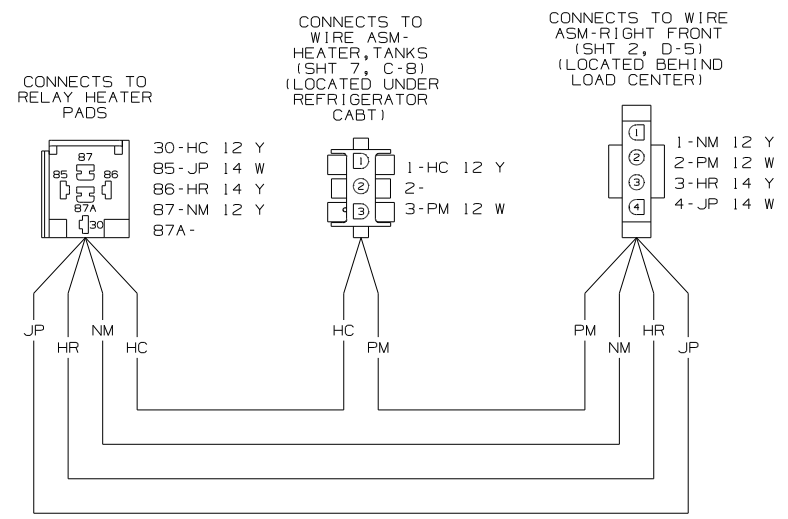 CONNECTS TO
RELAY HEATER
PADS
87
85
86
87A
30
30-HC 12 Y
85-JP 14 W
86-HR 14 Y
87-NM 12 Y
87A-
CONNECTS TO
WIRE ASM-
HEATER,TANKS
(SHT 7, C-8)
(LOCATED UNDER
REFRIGERATOR
CABT)
1
2
3
1-HC 12 Y
2-
3-PM 12 W
CONNECTS TO WIRE
ASM-RIGHT FRONT
(SHT 2, D-5)
(LOCATED BEHIND
LOAD CENTER)
1
2
3
4
1-NM 12 Y
2-PM 12 W
3-HR 14 Y
4-JP 14 W
JP
HR
NM
HC
HC
PM
PM
NM
HR
JP